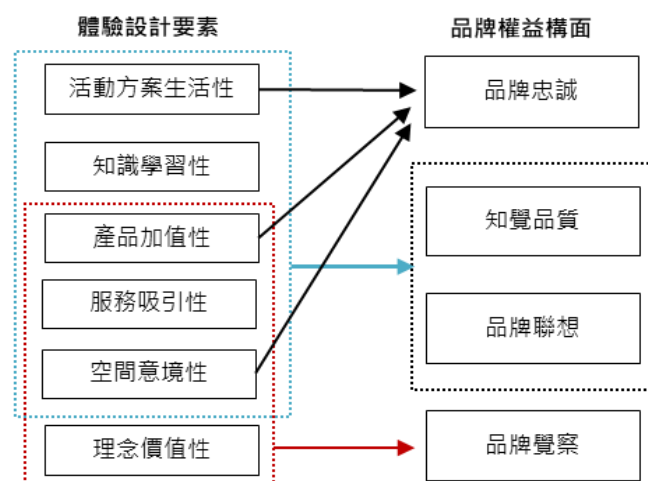 體驗設計要素
品牌權益構面
活動方案生活性
品牌忠誠
知識學習性
產品加值性
知覺品質
服務吸引性
品牌聯想
空間意境性
理念價值性
品牌覺察